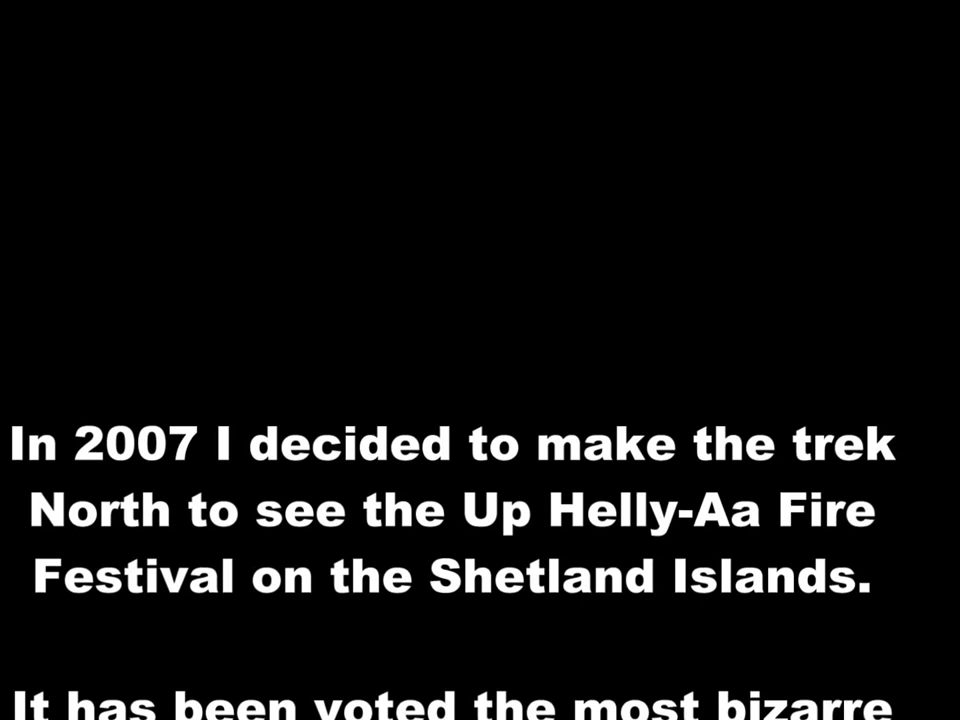 In 2007 I decided to make the trek
North to see the Up Helly-Aa Fire
Festival on the Shetland Islands.
It has been voted the most bizarre